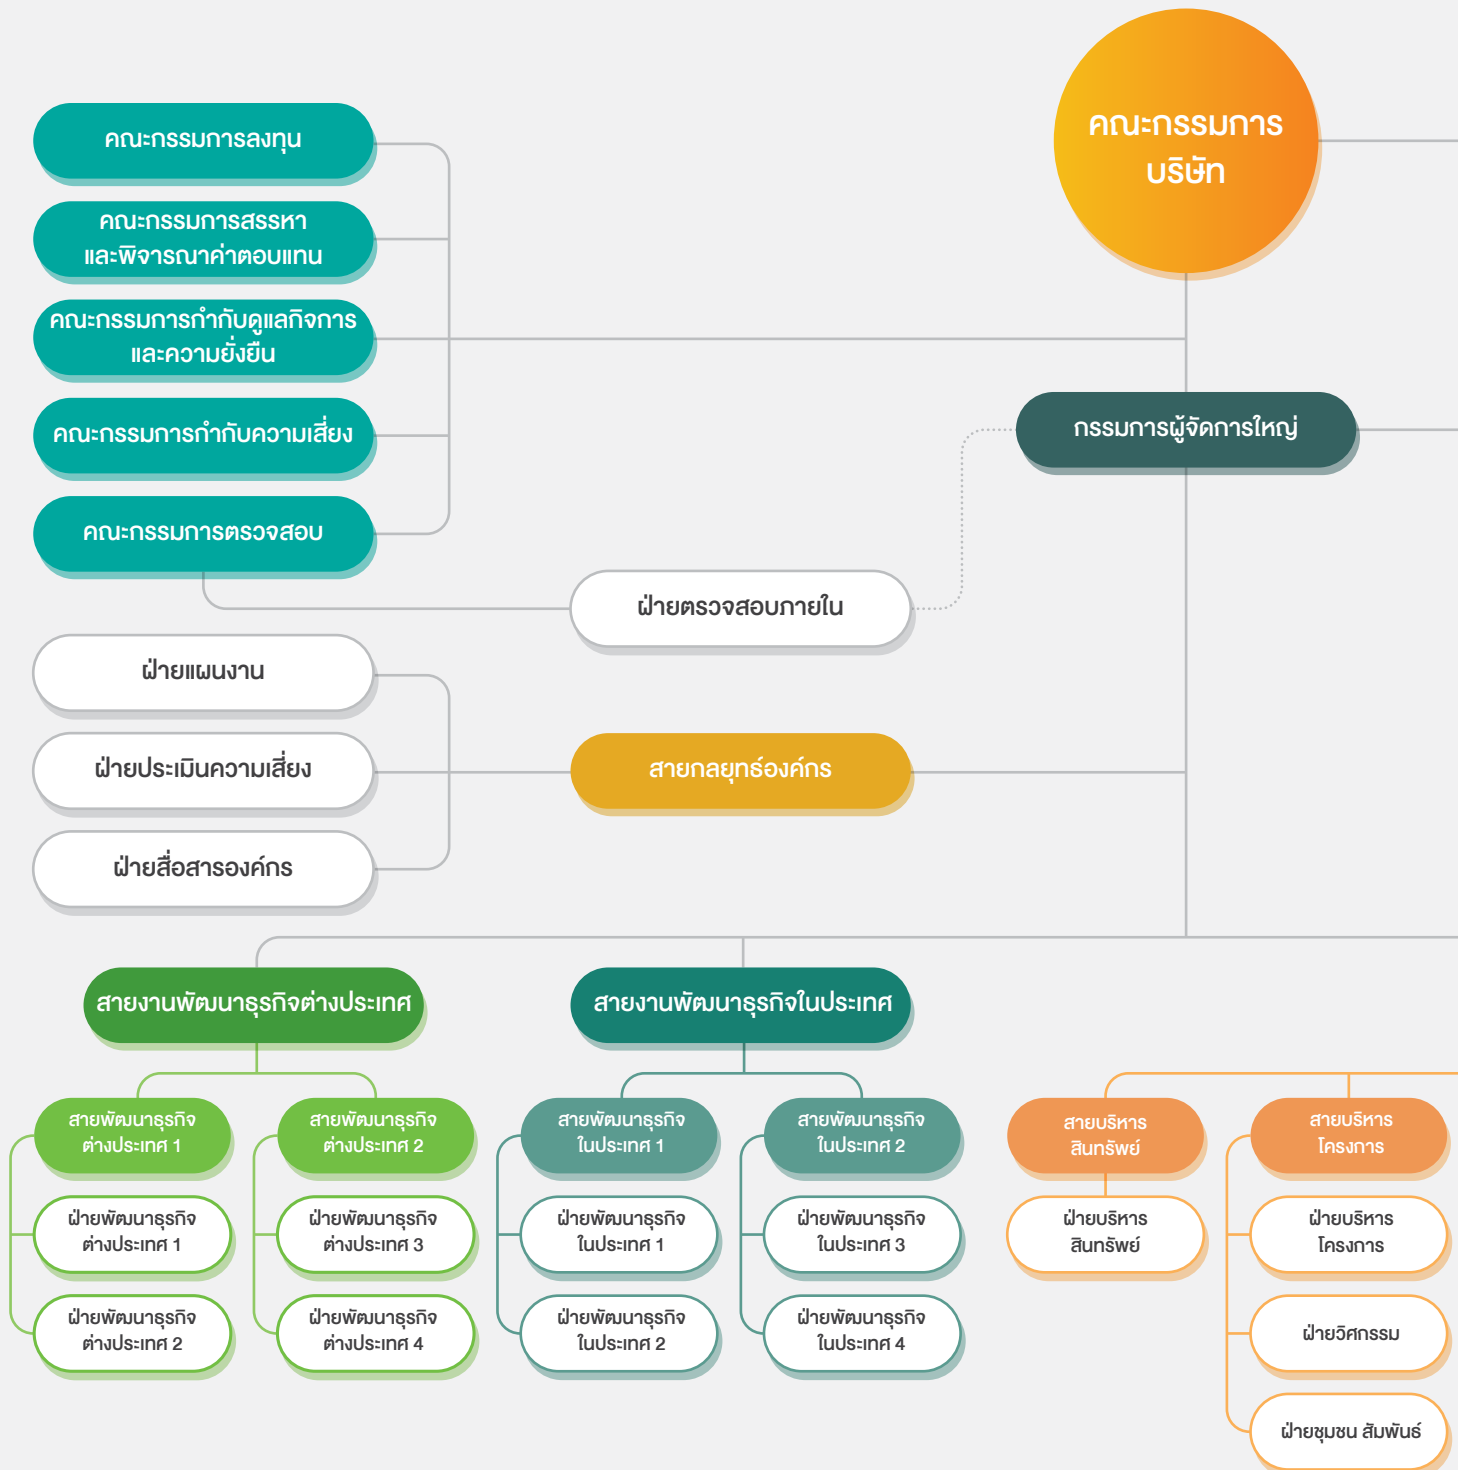 คณะกรรมการ
บริษัท
คณะกรรมการลงทุน
คณะกรรมการสรรหา
และพิจารณาค่าตอบแทน
คณะกรรมการกำกับดูแลกิจการ
และความยั่งยืน
คณะกรรมการกำกับความเสี่ยง
คณะกรรมการตรวจสอบ
กรรมการผู้จัดการใหญ่
ฝ่ายตรวจสอบภายใน
ฝ่ายแผนงาน
ฝ่ายประเมินความเสี่ยง
ฝ่ายสื่อสารองค์กร
สายกลยุทธ์องค์กร
สายงานพัฒนาธุรกิจต่างประเทศ
สายพัฒนาธุรกิจ
ต่างประเทศ 1
ฝ่ายพัฒนาธุรกิจ
ต่างประเทศ 1
ฝ่ายพัฒนาธุรกิจ
ต่างประเทศ 2
สายพัฒนาธุรกิจ
ต่างประเทศ 2
ฝ่ายพัฒนาธุรกิจ
ต่างประเทศ 3
ฝ่ายพัฒนาธุรกิจ
ต่างประเทศ 4
สายงานพัฒนาธุรกิจในประเทศ
สายพัฒนาธุรกิจ
ในประเทศ 1
ฝ่ายพัฒนาธุรกิจ
ในประเทศ 1
ฝ่ายพัฒนาธุรกิจ
ในประเทศ 2
สายพัฒนาธุรกิจ
ในประเทศ 2
ฝ่ายพัฒนาธุรกิจ
ในประเทศ 3
ฝ่ายพัฒนาธุรกิจ
ในประเทศ 4
สายบริหาร
สินทรัพย์
ฝ่ายบริหาร
สินทรัพย์
สายบริหาร
โครงการ
ฝ่ายบริหาร
โครงการ
ฝ่ายวิศกรรม
ฝ่ายชุมชน สัมพันธ์